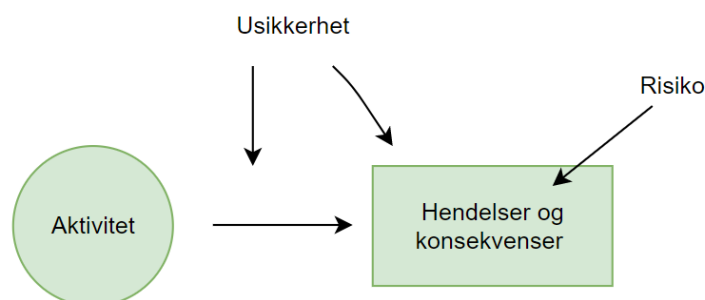 Usikkerhet
Risiko
Aktivitet
Hendelser og
konsekvenser